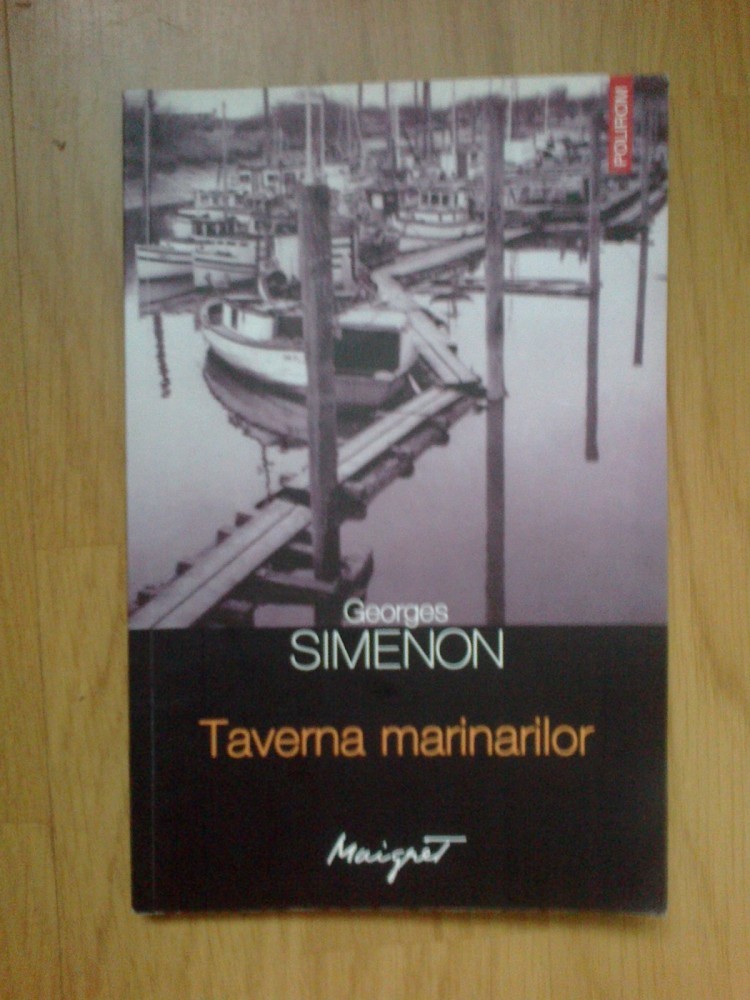 POLIROM
Georges
SIMENON
Taverna marinarilor
Maigret